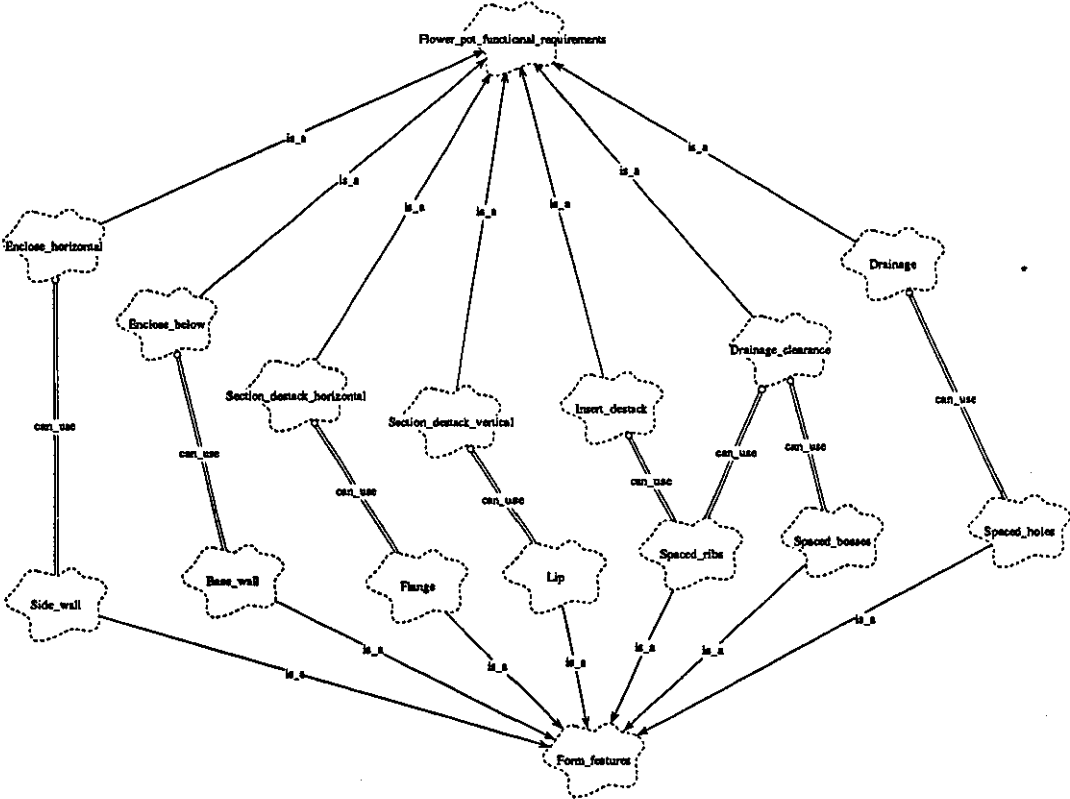 Flower_pot_functional_requirements
is_a
is_a
is_a
is_a
is_a
is_a
is_a
Enclose_horizontal
Drainage
Enclose_below
Drainage_clearance
Section_destack_horizontal
Section_destack_vertical
Insert_destack
can_use
can_use
can_use
can_use
can_use
can_use
can_use
can_use
Spaced_holes
Spaced_bosses
Spaced_ribs
Side_wall
Base_wall
Flange
Lip
is_a
is_a
is_a
is_a
is_a
is_a
is_a
Form_features